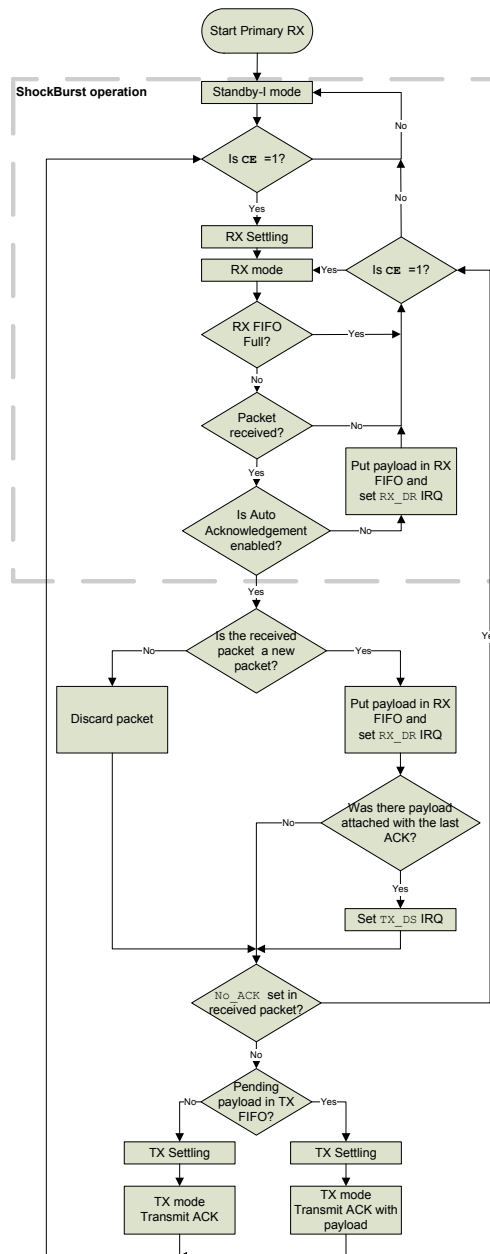 Start Primary RX
ShockBurst operation
Standby-I mode
No
Is CE =1?
No
Yes
RX Settling
RX mode
Yes
Is CE =1?
RX FIFO
Full?
Yes
No
Packet
received?
No
Put payload in RX
FIFO and
set RX_DR IRQ
Yes
Is Auto
Acknowledgement
enabled?
No
Yes
Is the received
packet a new
packet?
No
Yes
Discard packet
Put payload in RX
FIFO and
set RX_DR IRQ
Was there payload
attached with the last
ACK?
No
Yes
Set TX_DS IRQ
No_ACK set in
received packet?
No
Pending
payload in TX
FIFO?
No
Yes
TX Settling
TX Settling
TX mode
Transmit ACK
TX mode
Transmit ACK with
payload